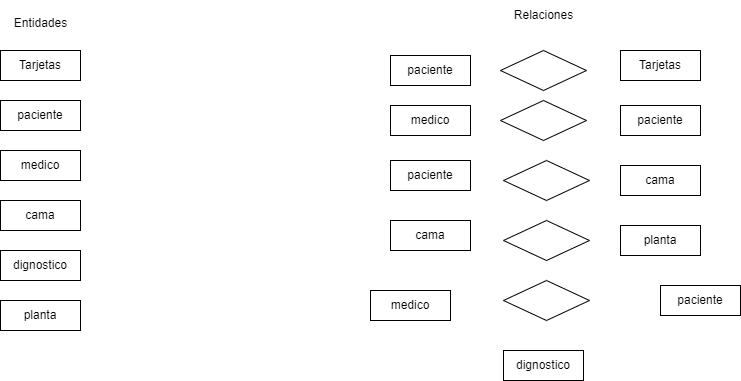 Entidades
Tarjetas
paciente
medico
cama
dignostico
planta
Relaciones
paciente
Tarjetas
medico
paciente
paciente
cama
cama
planta
medico
paciente
dignostico